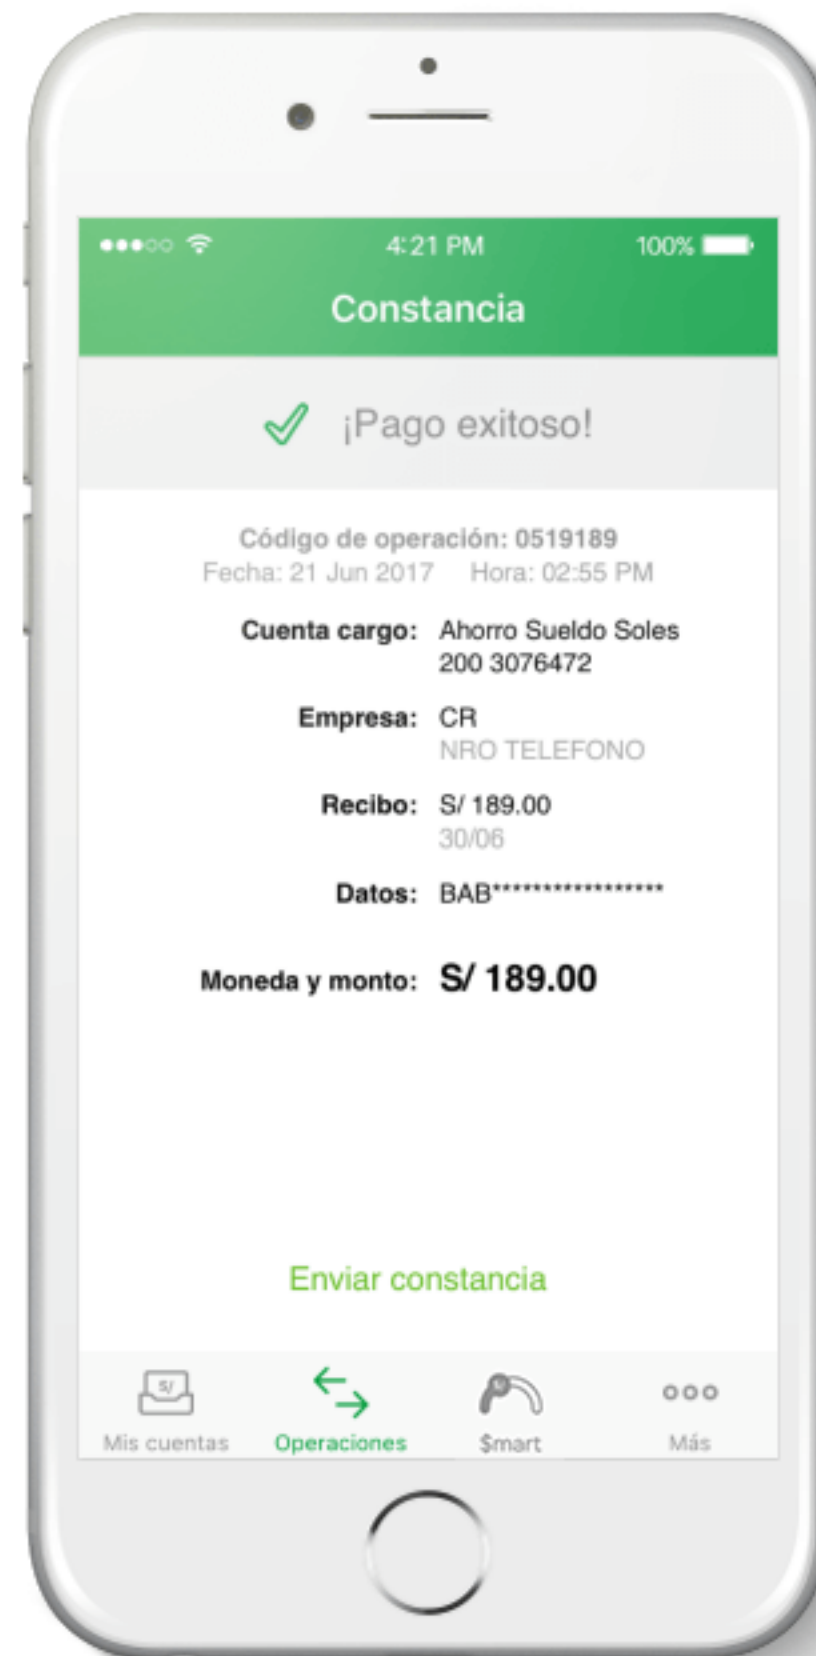 4:21 PM 100%
Constancia
¡Pago exitoso!
Código de operación: 0519189
Fecha: 21 Jun 2017 Hora: 02:55 PM
Cuenta cargo: Ahorro Sueldo Soles
200 3076472
Empresa: CR
NRO TELEFONO
Recibo: S/ 189.00
30/06
Datos: BAB*****************
Moneda y monto: S/ 189.00
Enviar constancia
S/
Mis cuentas Operaciones $mart Más